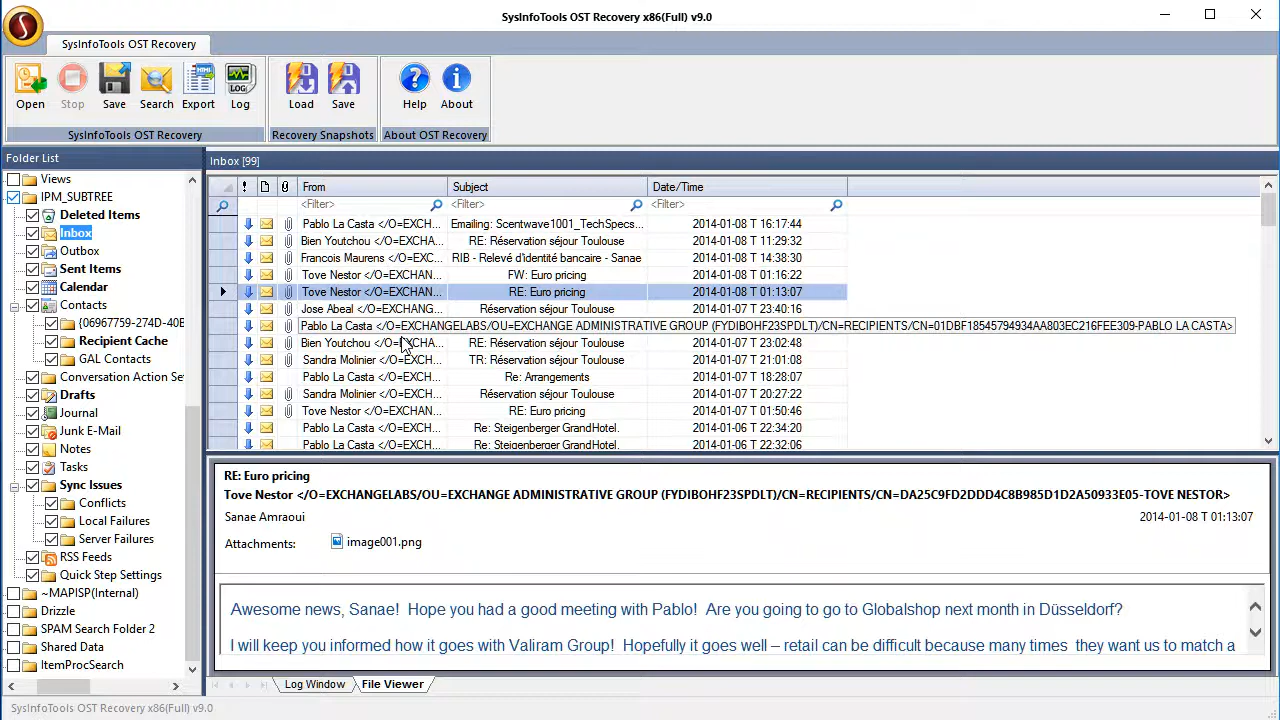 SysInfoTools OST Recovery x86(Full) v9.0
SysInfoTools OST Recovery
Open Stop Save Search Export Log Load Save Help About
SysInfoTools OST Recovery Recovery Snapshots About OST Recovery
Folder List
Views
IPM_SUBTREE
Deleted Items
Inbox
Outbox
Sent Items
Calendar
Contacts
{06967759-274D-40B
Recipient Cache
GAL Contacts
Conversation Action Se
Drafts
Journal
Junk E-Mail
Notes
Tasks
Sync Issues
Conflicts
Local Failures
Server Failures
RSS Feeds
Quick Step Settings
~MAPISP(Internal)
Drizzle
SPAM Search Folder 2
Shared Data
ItemProcSearch
Inbox [99]
From Subject Date/Time
<Filter> <Filter> <Filter>
Pablo La Casta </O=EXCH... Emailing: Scentwave1001_TechSpecs... 2014-01-08 T 16:17:44
Bien Youtchou </O=EXCHA... RE: Réservation séjour Toulouse 2014-01-08 T 11:29:32
Francois Maurens </O=EX... RIB - Relevé d'identité bancaire - Sanae 2014-01-08 T 14:38:30
Tove Nestor </O=EXCHAN... FW: Euro pricing 2014-01-08 T 01:16:22
Tove Nestor </O=EXCHAN... RE: Euro pricing 2014-01-08 T 01:13:07
Jose Abeal </O=EXCHANG... Réservation séjour Toulouse 2014-01-07 T 23:40:16
Pablo La Casta </O=EXCHANGELABS/OU=EXCHANGE ADMINISTRATIVE GROUP (FYDIBOHF23SPDLT)/CN=RECIPIENTS/CN=01DBF18545794934AA803EC216FEE309-PABLO LA CASTA>
Bien Youtchou </O=EXCHA... RE: Réservation séjour Toulouse 2014-01-07 T 23:02:48
Sandra Molinier </O=EXC... TR: Réservation séjour Toulouse 2014-01-07 T 21:01:08
Pablo La Casta </O=EXCH... Re: Arrangements 2014-01-07 T 18:28:07
Sandra Molinier </O=EXC... Réservation séjour Toulouse 2014-01-07 T 20:27:22
Tove Nestor </O=EXCHAN... RE: Euro pricing 2014-01-07 T 01:50:46
Pablo La Casta </O=EXCH... Re: Steigenberger GrandHotel. 2014-01-06 T 22:34:20
Pablo La Casta </O=EXCH... Re: Steigenberger GrandHotel. 2014-01-06 T 22:32:06
RE: Euro pricing
Tove Nestor </O=EXCHANGELABS/OU=EXCHANGE ADMINISTRATIVE GROUP (FYDIBOHF23SPDLT)/CN=RECIPIENTS/CN=DA25C9FD2DDD4C8B985D1D2A50933E05-TOVE NESTOR>
Sanae Amraoui 2014-01-08 T 01:13:07
Attachments: image001.png
Awesome news, Sanae! Hope you had a good meeting with Pablo! Are you going to go to Globalshop next month in Düsseldorf?
I will keep you informed how it goes with Valiram Group! Hopefully it goes well – retail can be difficult because many times they want us to match a
Log Window File Viewer
SysInfoTools OST Recovery x86(Full) v9.0